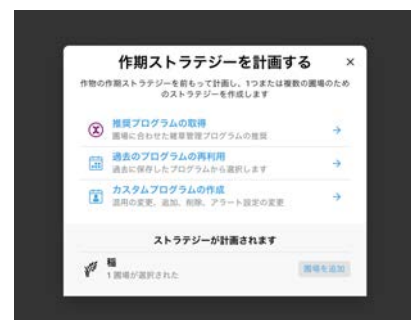 作期ストラテジーを計画する ×
作物の作期ストラテジーを前もって計画し、1つまたは複数の圃場のため
のストラテジーを作成します
推奨プログラムの取得
圃場に合わせた雑草管理プログラムの推奨
過去のプログラムの再利用
過去に保存したプログラムから選択します
カスタムプログラムの作成
混用の変更、追加、削除、アラート設定の変更
ストラテジーが計画されます
稲
1 圃場が選択された
圃場を追加